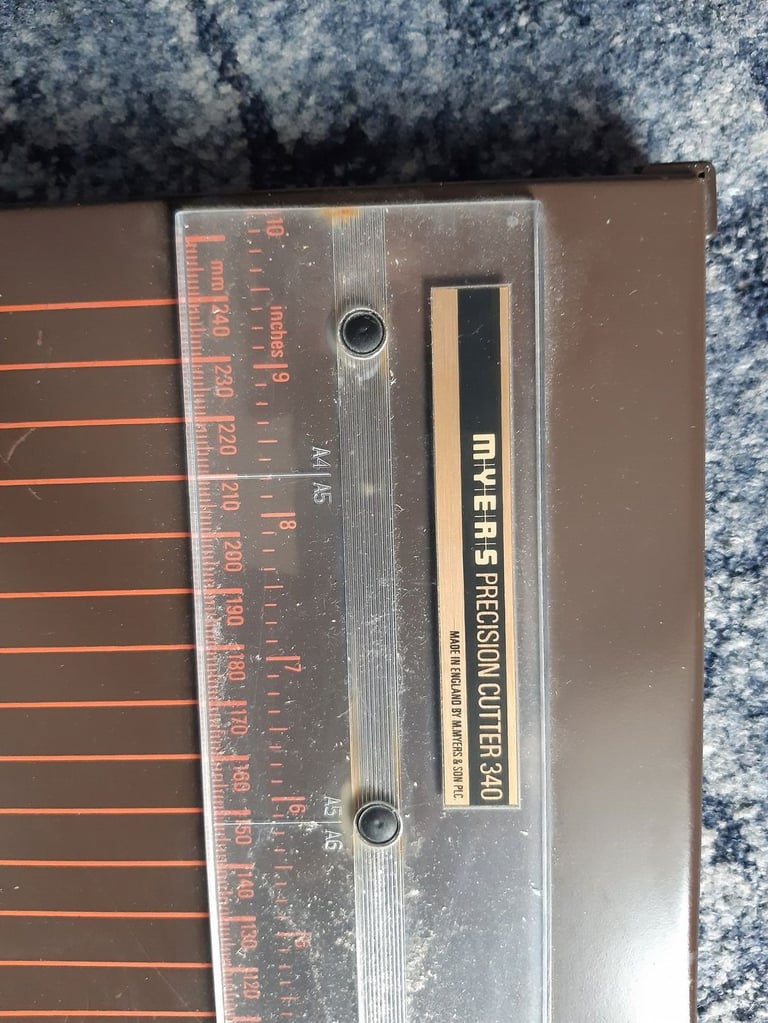 MYERS PRECISION CUTTER 340
MADE IN ENGLAND BY M.MYERS & SON PLC.
A4 A5
A5 A6
10 inches 9 8 7 6 5
mm 240 230 220 210 200 190 180 170 160 150 140 130 120